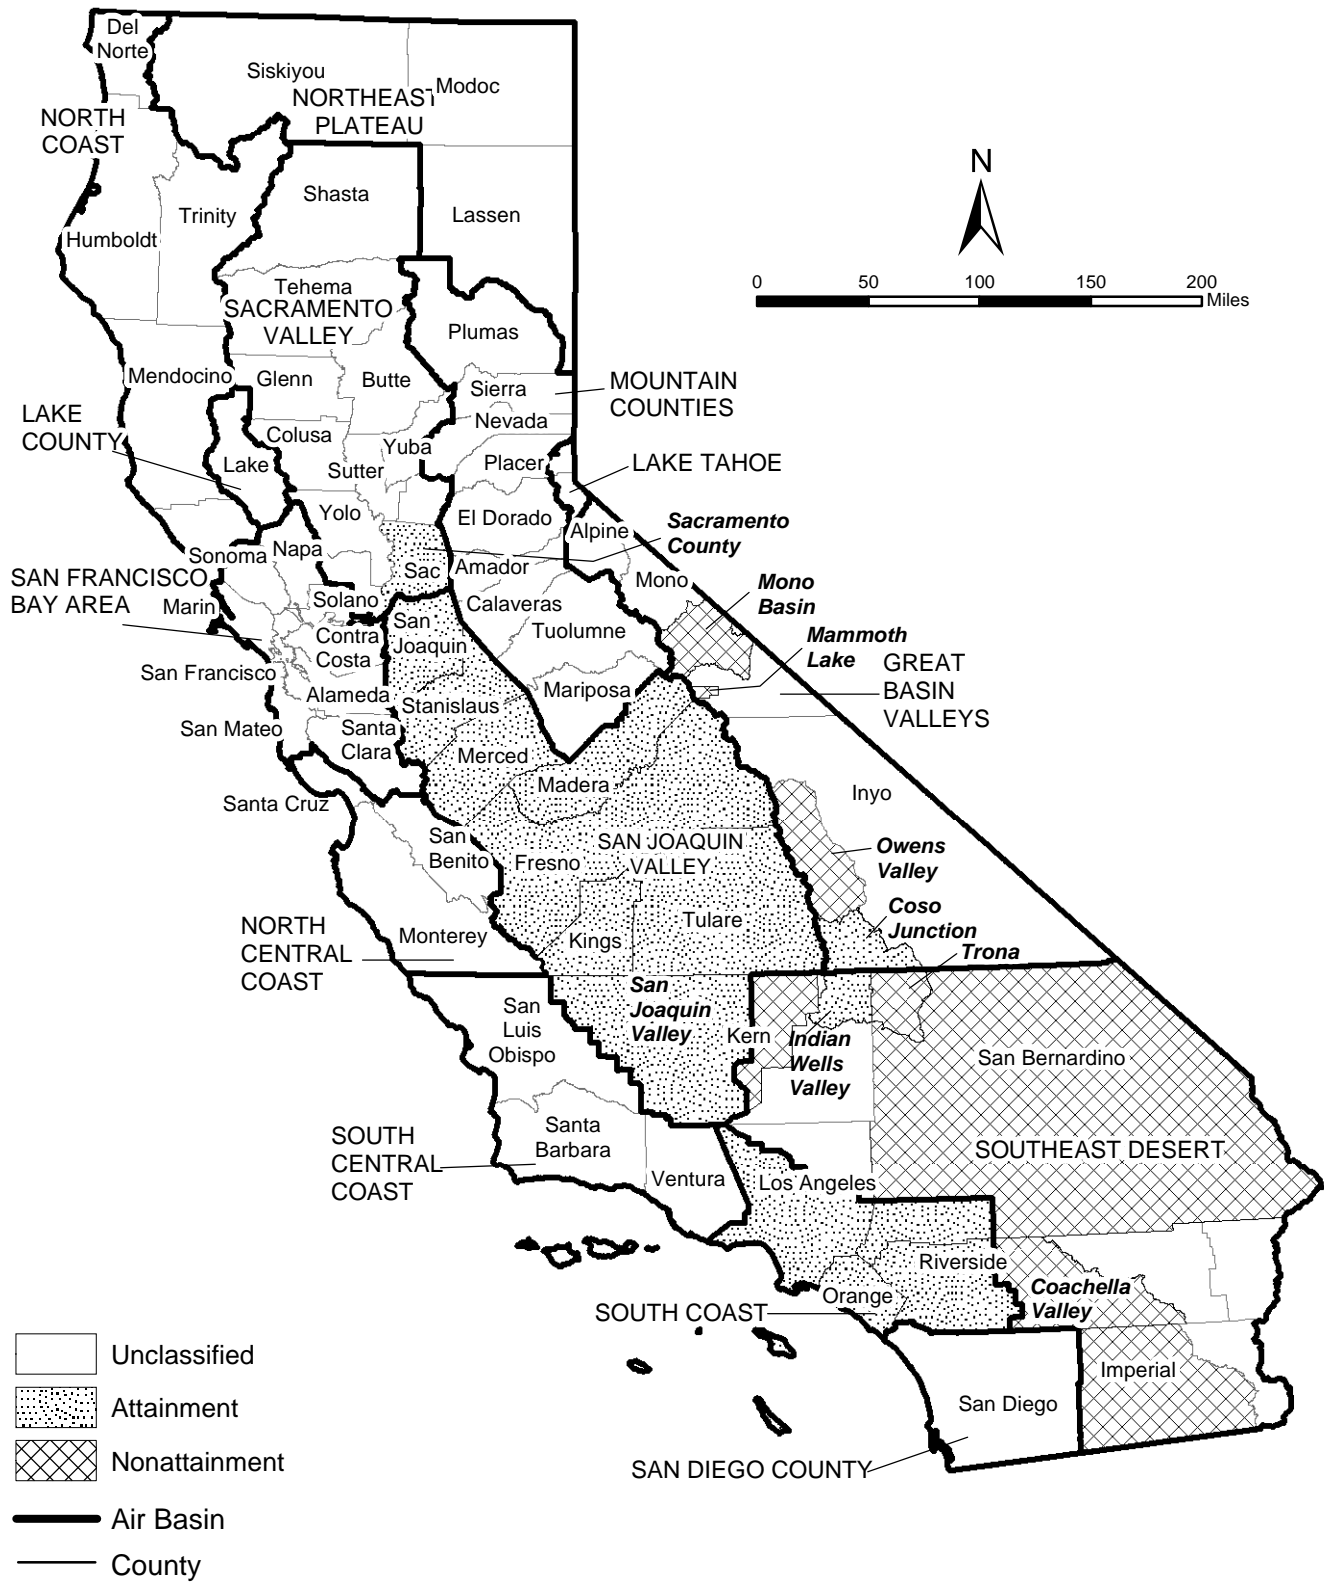 Del
Norte
Siskiyou
Modoc
NORTHEAST
PLATEAU
NORTH
COAST
N
Shasta
Trinity
Lassen
Humboldt
0 50 100 150 200
Miles
Tehema
SACRAMENTO
VALLEY
Plumas
Mendocino
Glenn
Butte
Sierra
MOUNTAIN
COUNTIES
Nevada
LAKE
COUNTY
Colusa
Yuba
Lake
Sutter
Placer
LAKE TAHOE
Yolo
El Dorado
Alpine
Sacramento
County
Sonoma
Napa
Sac
Amador
Mono
Mono
Basin
SAN FRANCISCO
BAY AREA
Marin
Solano
Calaveras
San
Joaquin
Tuolumne
Contra
Costa
Mammoth
Lake
GREAT
BASIN
VALLEYS
San Francisco
Alameda
Mariposa
Stanislaus
San Mateo
Santa
Clara
Merced
Madera
Inyo
Santa Cruz
San
Benito
Fresno
SAN JOAQUIN
VALLEY
Owens
Valley
Coso
Junction
Tulare
Kings
NORTH
CENTRAL
COAST
Monterey
Trona
San
Joaquin
Valley
San
Luis
Obispo
Kern
Indian
Wells
Valley
San Bernardino
Santa
Barbara
SOUTH
CENTRAL
COAST
Ventura
Los Angeles
SOUTHEAST DESERT
Riverside
Orange
Coachella
Valley
SOUTH COAST
Imperial
San Diego
SAN DIEGO COUNTY
Unclassified
Attainment
Nonattainment
Air Basin
County